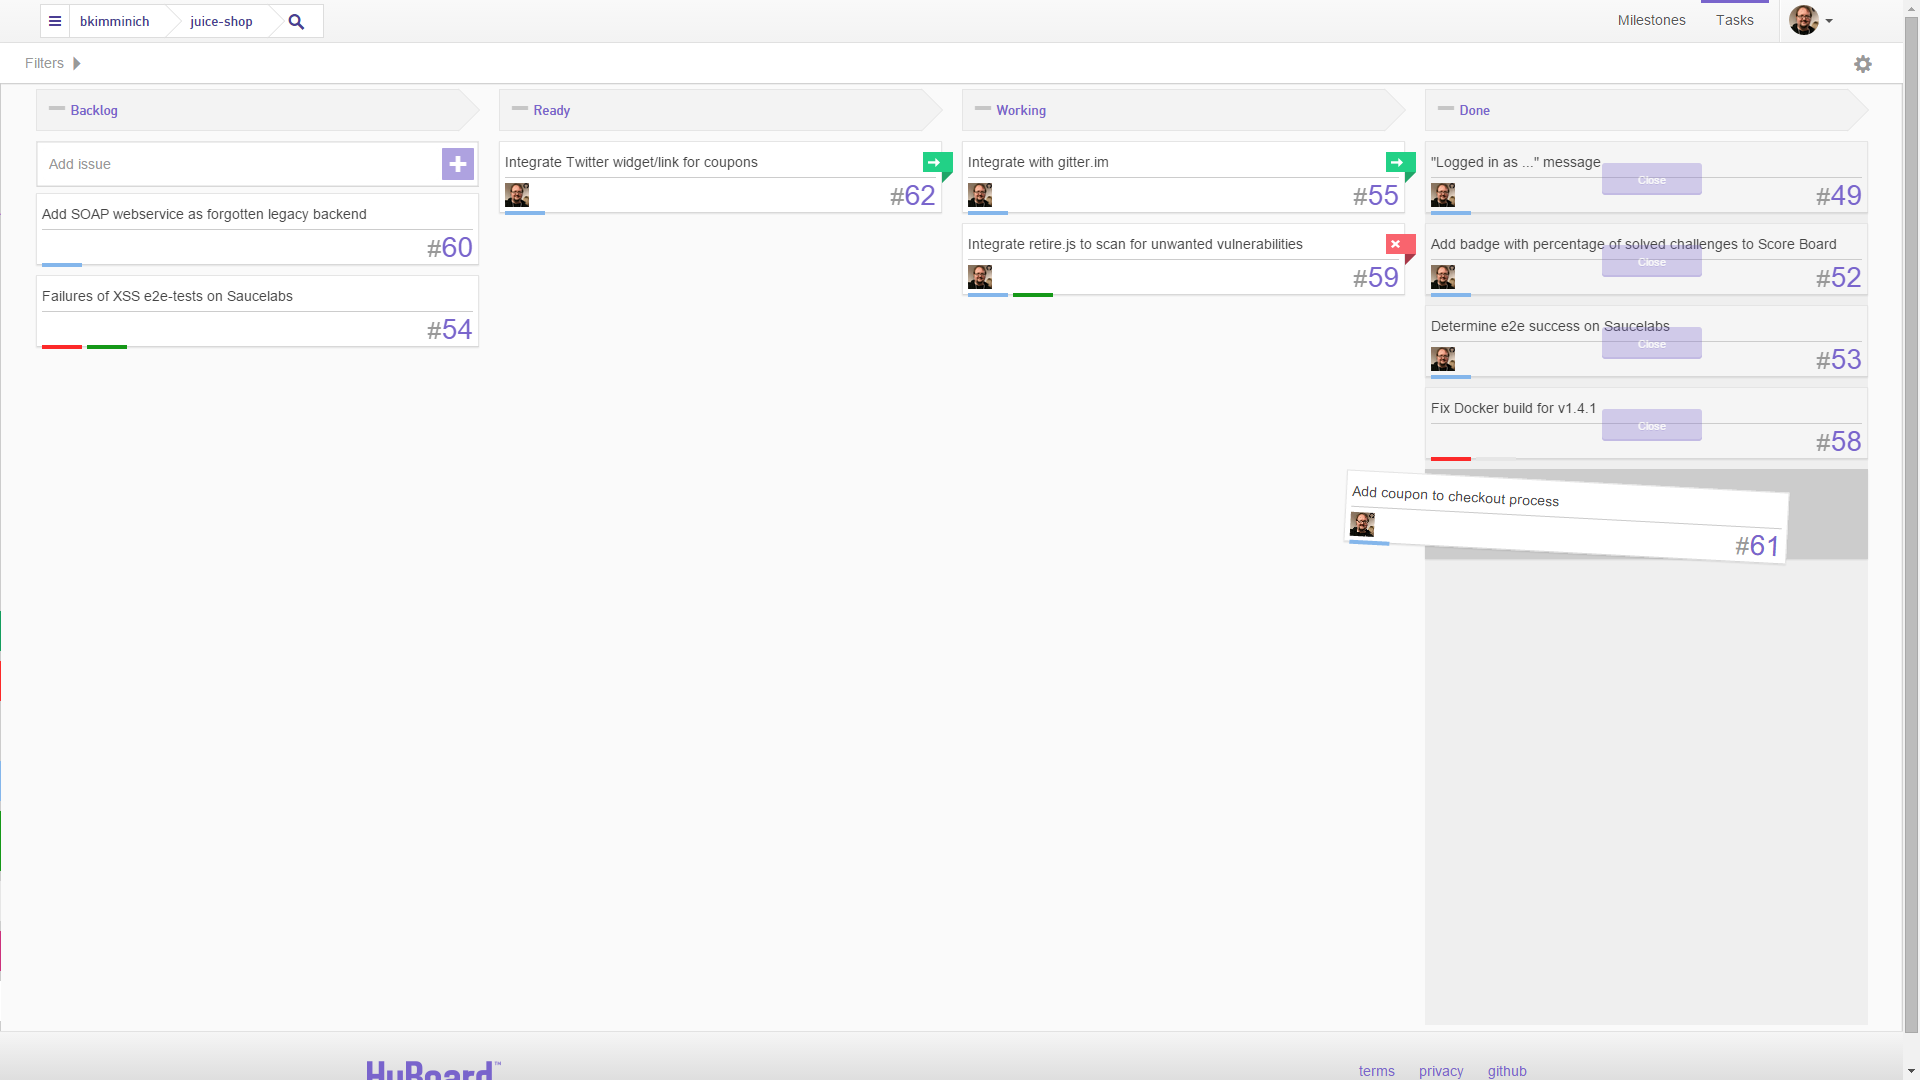 bkimminich
juice-shop
Milestones
Tasks
Filters
Backlog
Add issue
Add SOAP webservice as forgotten legacy backend
#60
Failures of XSS e2e-tests on Saucelabs
#54
Ready
Integrate Twitter widget/link for coupons
#62
Working
Integrate with gitter.im
#55
Integrate retire.js to scan for unwanted vulnerabilities
#59
Done
"Logged in as ..." message
Close
#49
Add badge with percentage of solved challenges to Score Board
Close
#52
Determine e2e success on Saucelabs
Close
#53
Fix Docker build for v1.4.1
Close
#58
Add coupon to checkout process
#61
HuBoard™
terms
privacy
github